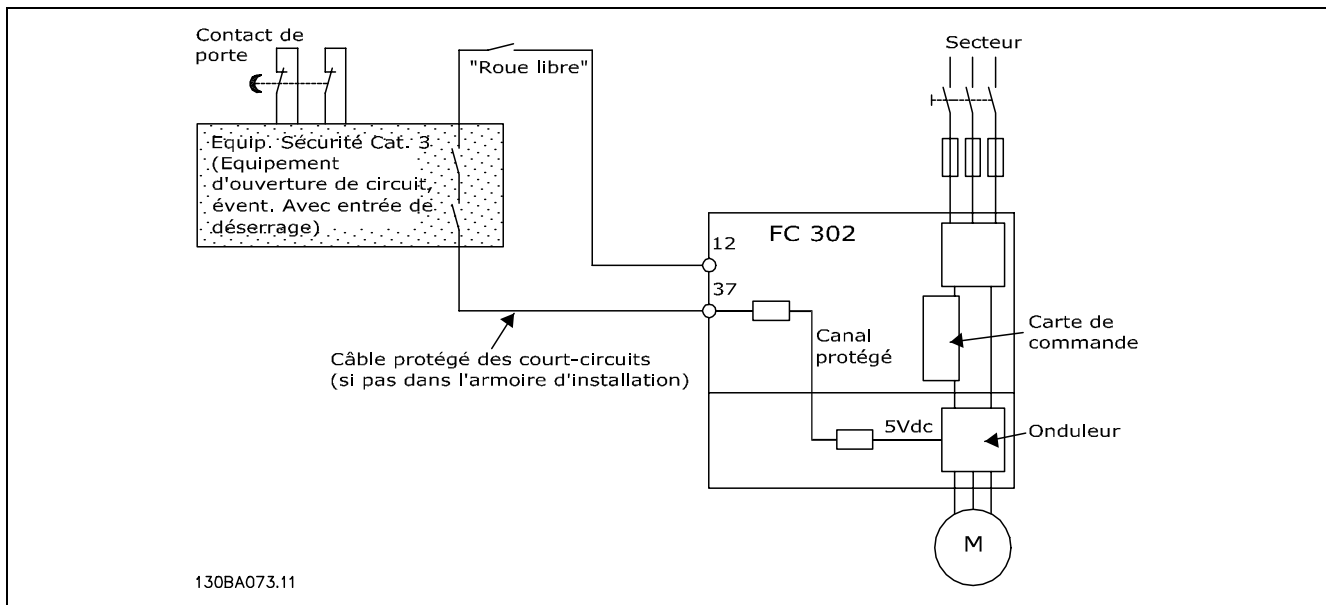 Contact de
porte
"Roue libre"
Secteur
Equip. Sécurité Cat. 3
(Equipement
d'ouverture de circuit,
évent. Avec entrée de
déserrage)
12
FC 302
37
Canal
protégé
Carte de
commande
Câble protégé des court-circuits
(si pas dans l'armoire d'installation)
5Vdc
Onduleur
M
130BA073.11